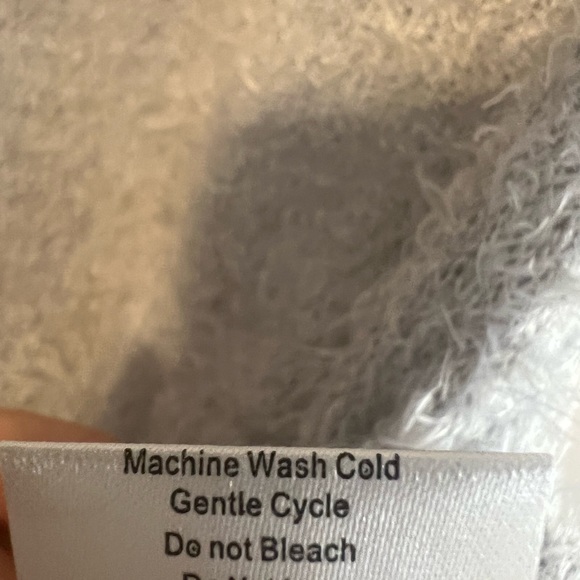 Machine Wash Cold
Gentle Cycle
Do not Bleach